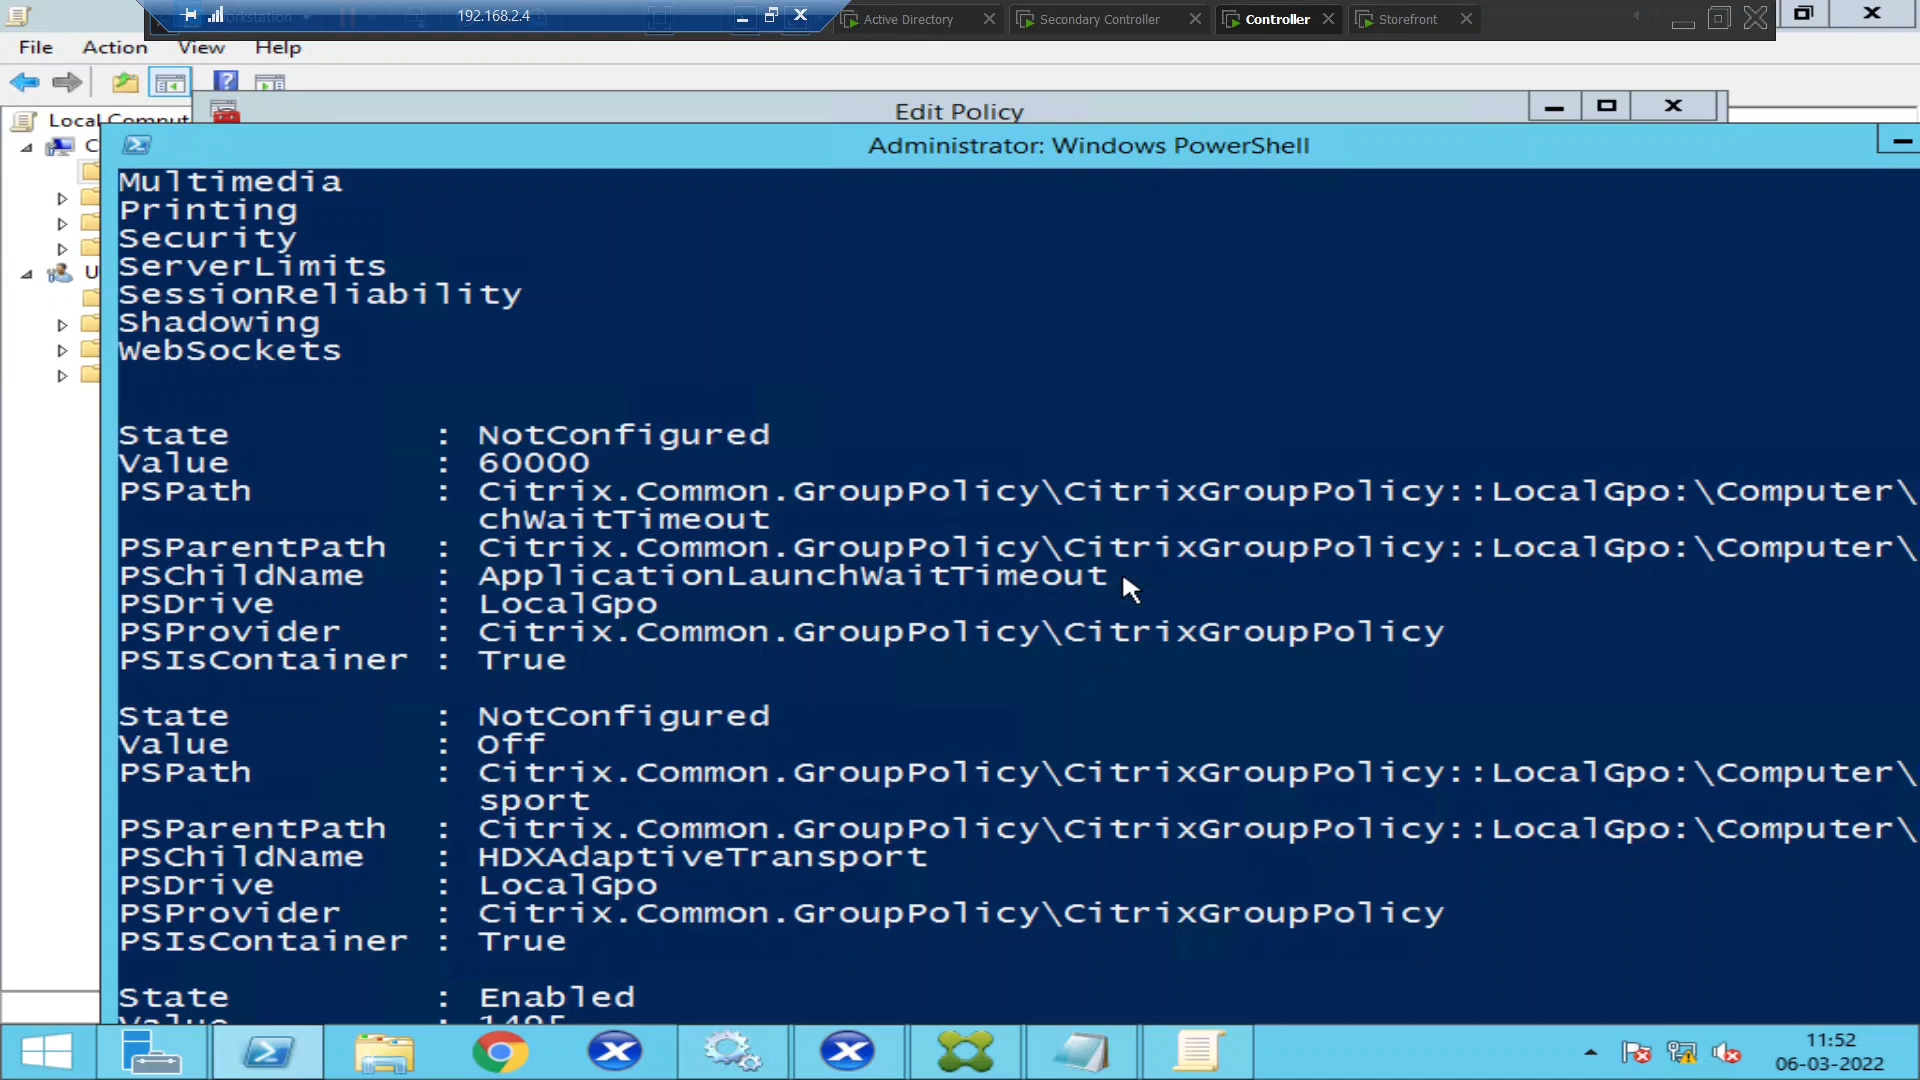 Workstation
192.168.2.4
Active Directory
Secondary Controller
Controller
Storefront
File Action View Help
Local Comput
C
Edit Policy
Administrator: Windows PowerShell
U
Multimedia
Printing
Security
ServerLimits
SessionReliability
Shadowing
WebSockets
State : NotConfigured
Value : 60000
PSPath : Citrix.Common.GroupPolicy\CitrixGroupPolicy::LocalGpo:\Computer\
chWaitTimeout
PSParentPath : Citrix.Common.GroupPolicy\CitrixGroupPolicy::LocalGpo:\Computer\
PSChildName : ApplicationLaunchWaitTimeout
PSDrive : LocalGpo
PSProvider : Citrix.Common.GroupPolicy\CitrixGroupPolicy
PSIsContainer : True
State : NotConfigured
Value : Off
PSPath : Citrix.Common.GroupPolicy\CitrixGroupPolicy::LocalGpo:\Computer\
sport
PSParentPath : Citrix.Common.GroupPolicy\CitrixGroupPolicy::LocalGpo:\Computer\
PSChildName : HDXAdaptiveTransport
PSDrive : LocalGpo
PSProvider : Citrix.Common.GroupPolicy\CitrixGroupPolicy
PSIsContainer : True
State : Enabled
Value :
11:52
06-03-2022